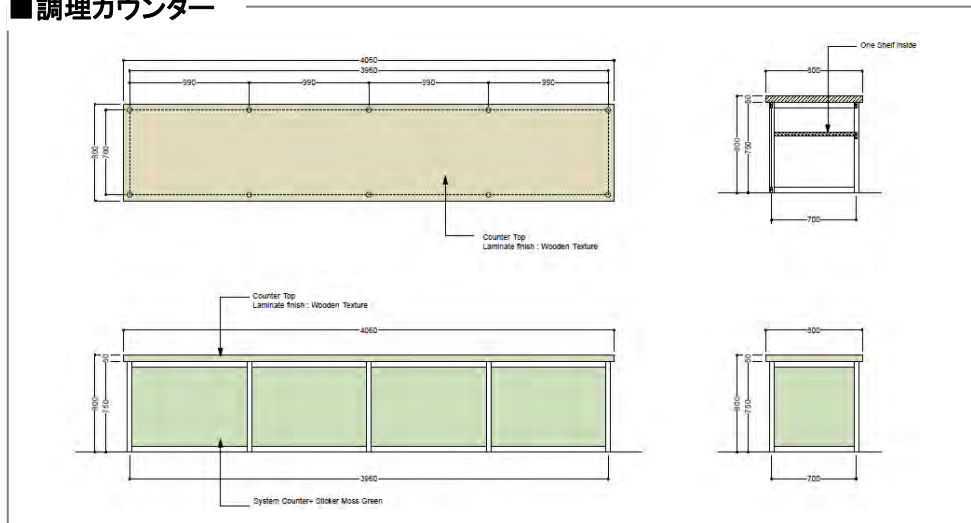 ■調理カウンター
4060
3960
990 990 990 990
800
700
Counter Top
Laminate finish : Wooden Texture
One Shelf Inside
800
50
800
750
700
Counter Top
Laminate finish : Wooden Texture
4060
50
800
750
3960
System Counter+ Sticker Moss Green
800
50
800
750
700